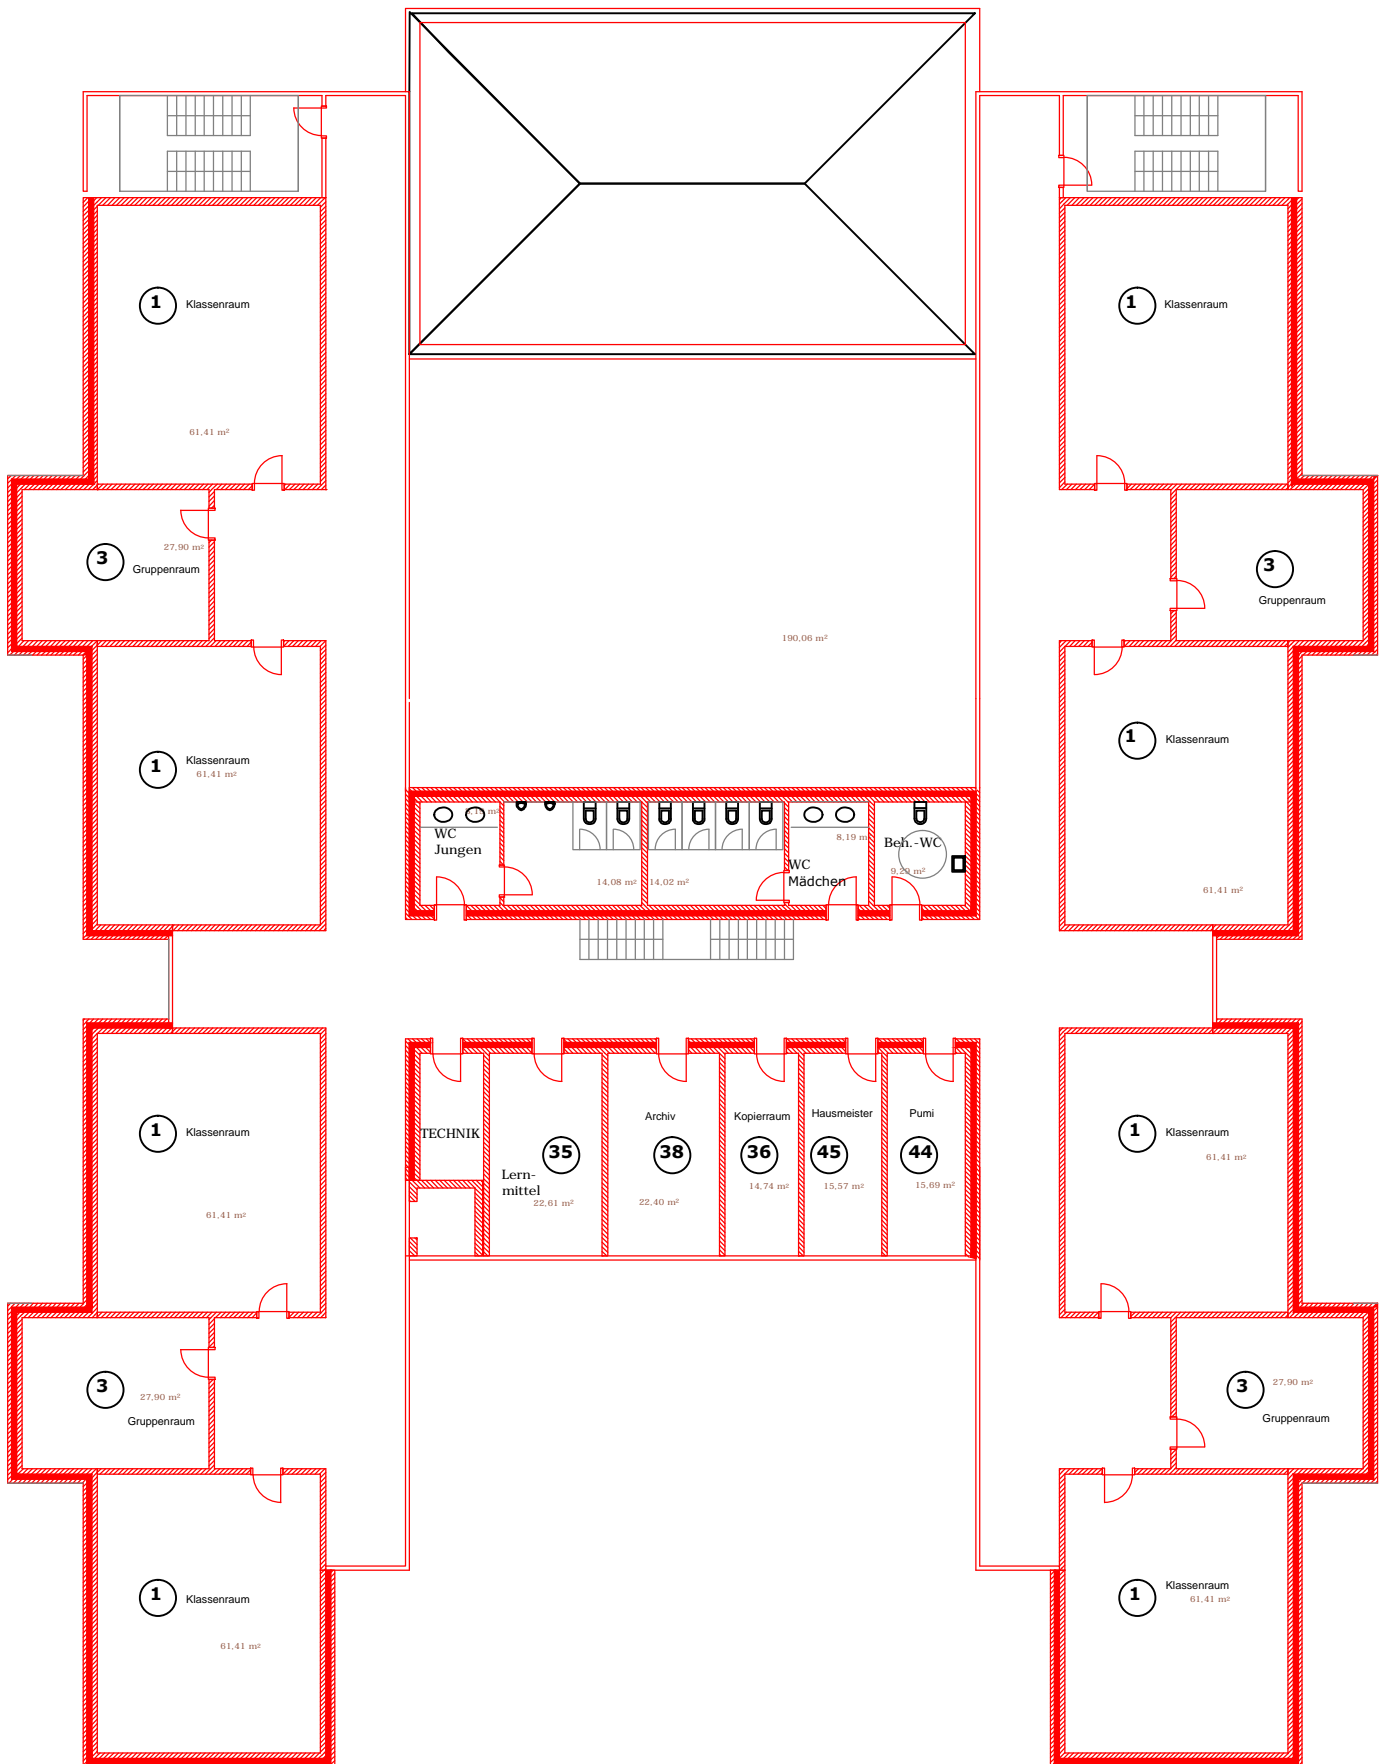 1 Klassenraum
61,41 m²
1
Klassenraum
3
27,90 m²
Gruppenraum
3
Gruppenraum
190,06 m²
1 Klassenraum
61,41 m²
1 Klassenraum
61,41 m²
WC
Jungen
14,08 m²
14,02 m²
WC
Mädchen
8,19 m
Beh.-WC
9,29 m²
1 Klassenraum
61,41 m²
TECHNIK
35
Lern-
mittel
22,61 m²
Archiv
38
22,40 m²
Kopierraum
36
14,74 m²
Hausmeister
45
15,57 m²
Pumi
44
15,69 m²
1 Klassenraum
61,41 m²
3
27,90 m²
Gruppenraum
3
27,90 m²
Gruppenraum
1 Klassenraum
61,41 m²
1 Klassenraum
61,41 m²